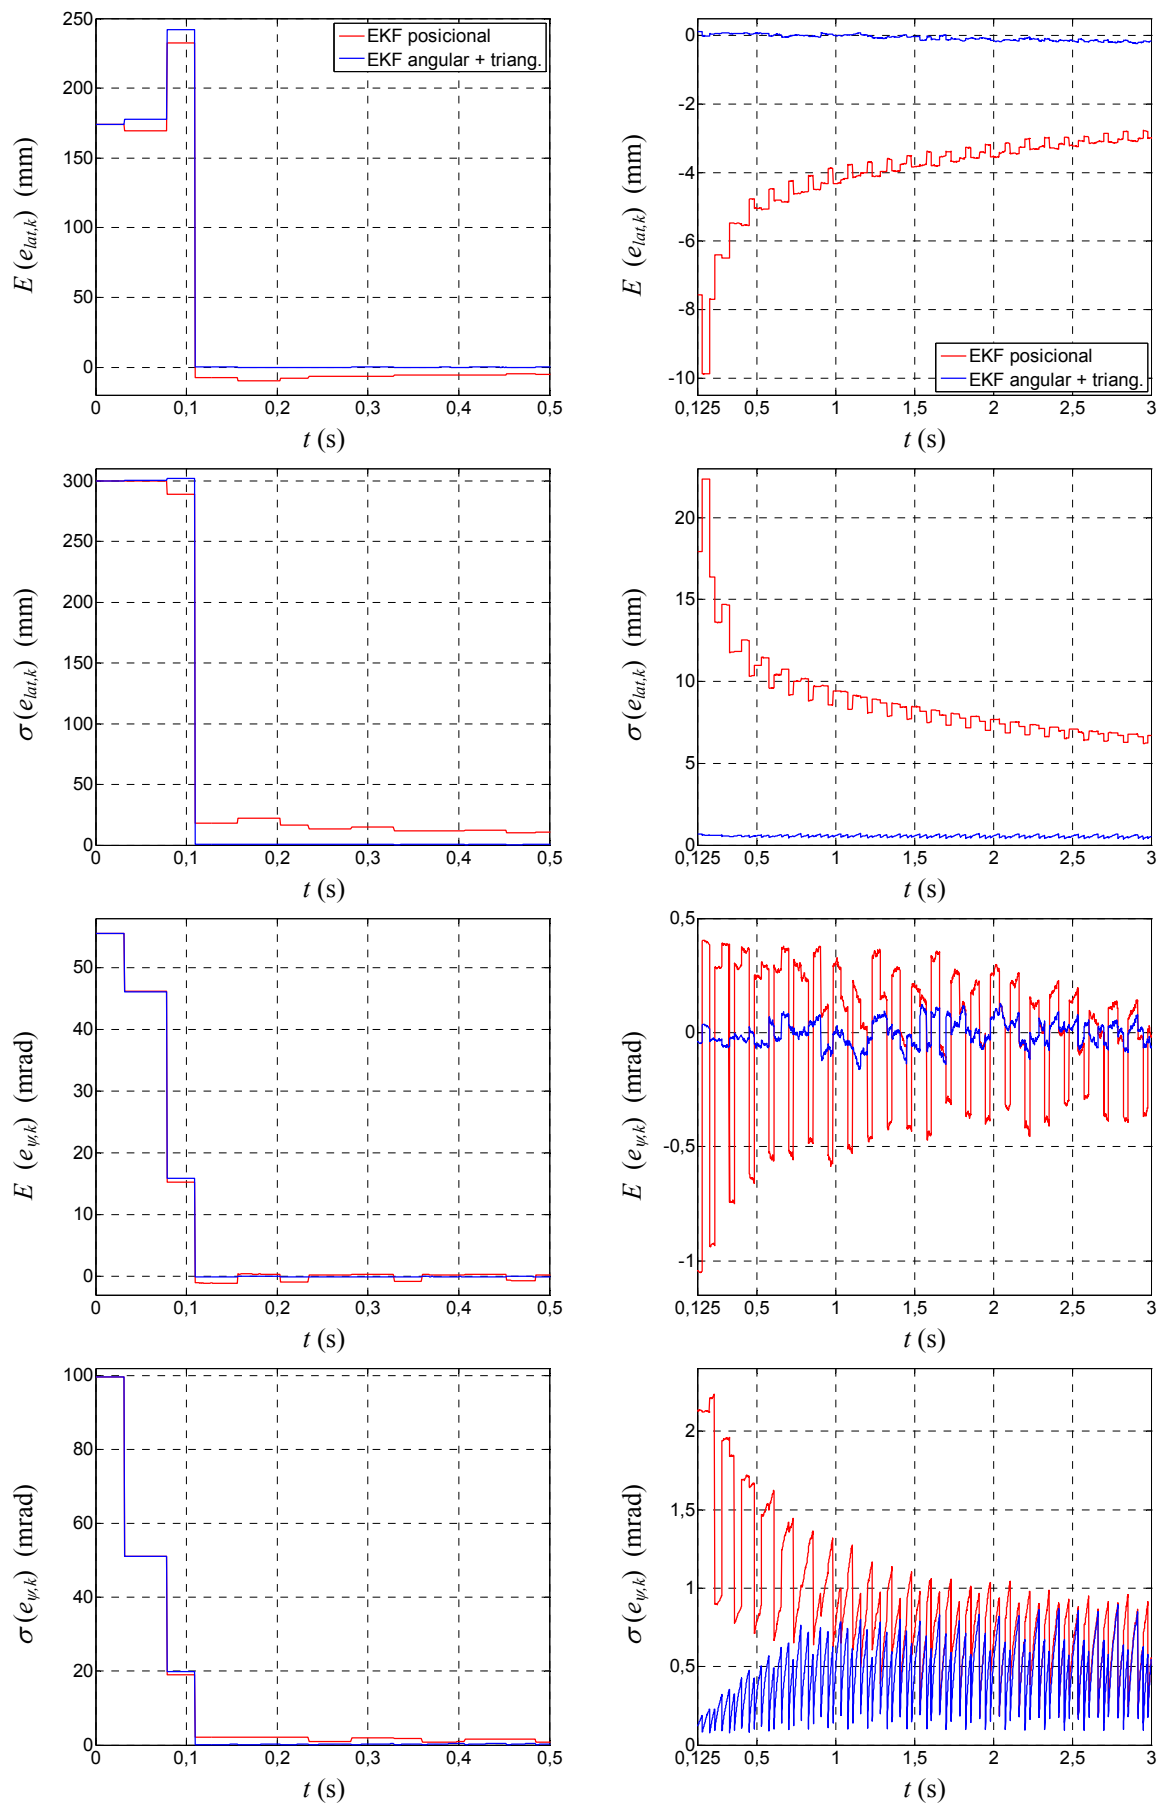 250
200
150
100
50
0
E (e_lat,k) (mm)
EKF posicional
EKF angular + triang.
0 0,1 0,2 0,3 0,4 0,5
t (s)
0
-2
-4
-6
-8
-10
E (e_lat,k) (mm)
EKF posicional
EKF angular + triang.
0,125 0,5 1 1,5 2 2,5 3
t (s)
300
250
200
150
100
50
0
σ (e_lat,k) (mm)
0 0,1 0,2 0,3 0,4 0,5
t (s)
20
15
10
5
0
σ (e_lat,k) (mm)
0,125 0,5 1 1,5 2 2,5 3
t (s)
50
40
30
20
10
0
E (e_ψ,k) (mrad)
0 0,1 0,2 0,3 0,4 0,5
t (s)
0,5
0
-0,5
-1
E (e_ψ,k) (mrad)
0,125 0,5 1 1,5 2 2,5 3
t (s)
100
80
60
40
20
0
σ (e_ψ,k) (mrad)
0 0,1 0,2 0,3 0,4 0,5
t (s)
2
1,5
1
0,5
0
σ (e_ψ,k) (mrad)
0,125 0,5 1 1,5 2 2,5 3
t (s)